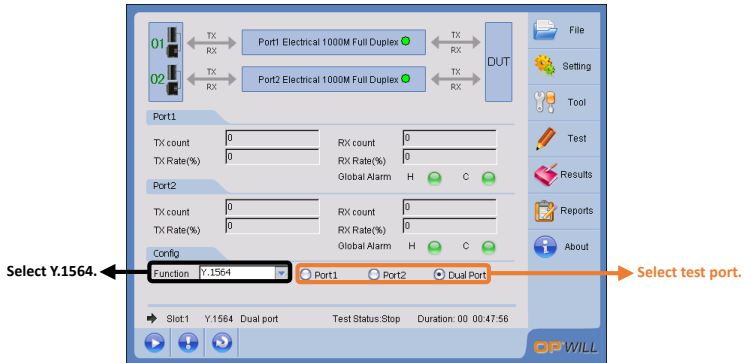 01 TX RX Port1 Electrical 1000M Full Duplex TX RX DUT
02 TX RX Port2 Electrical 1000M Full Duplex TX RX
File
Setting
Tool
Test
Results
Reports
About
Port1
TX count 0 RX count 0
TX Rate(%) 0 RX Rate(%) 0
Global Alarm H C
Port2
TX count 0 RX count 0
TX Rate(%) 0 RX Rate(%) 0
Global Alarm H C
Config
Select Y.1564. Function Y.1564 Port1 Port2 Dual Port Select test port.
Slot:1 Y.1564 Dual port Test Status:Stop Duration: 00 00:47:56
OPWILL